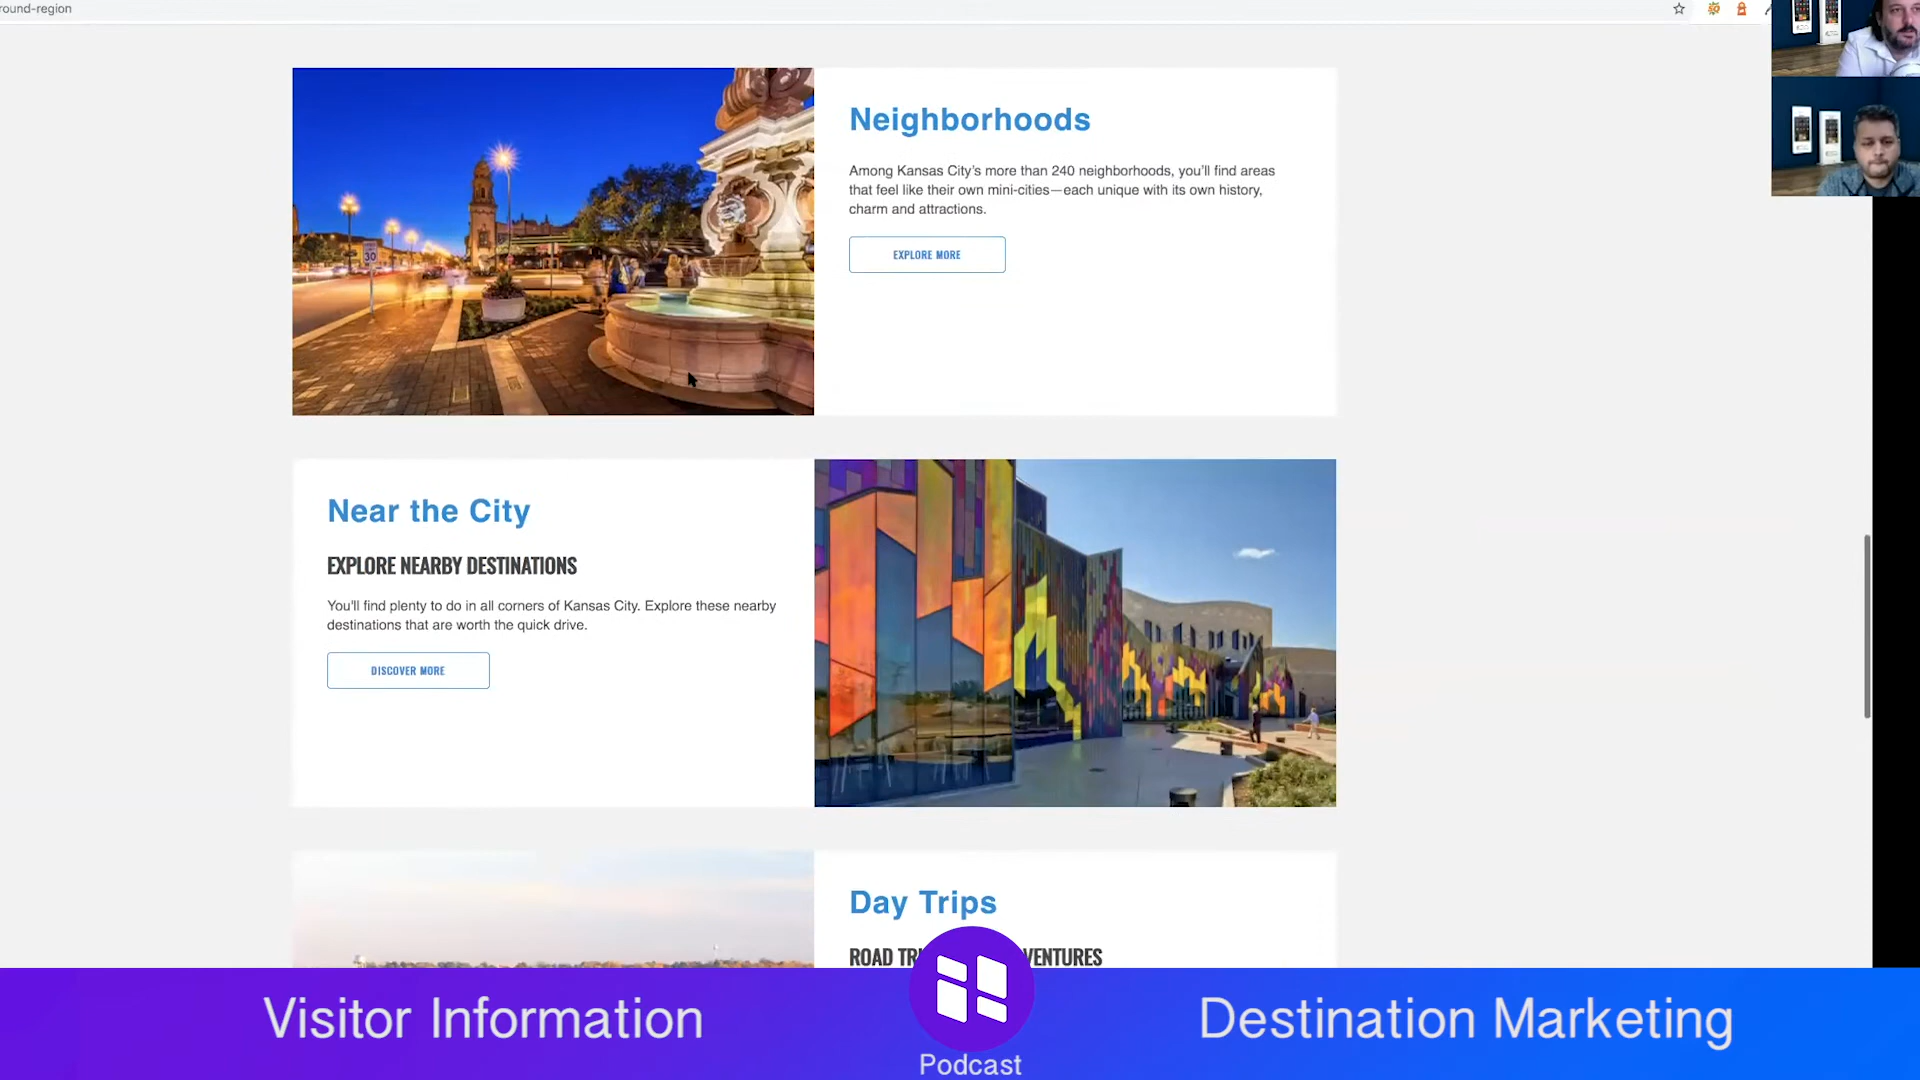 round-region
Neighborhoods
Among Kansas City's more than 240 neighborhoods, you'll find areas
that feel like their own mini-cities—each unique with its own history,
charm and attractions.
EXPLORE MORE
30
Near the City
EXPLORE NEARBY DESTINATIONS
You'll find plenty to do in all corners of Kansas City. Explore these nearby
destinations that are worth the quick drive.
DISCOVER MORE
Day Trips
ROAD TR
VENTURES
Visitor Information
Podcast
Destination Marketing